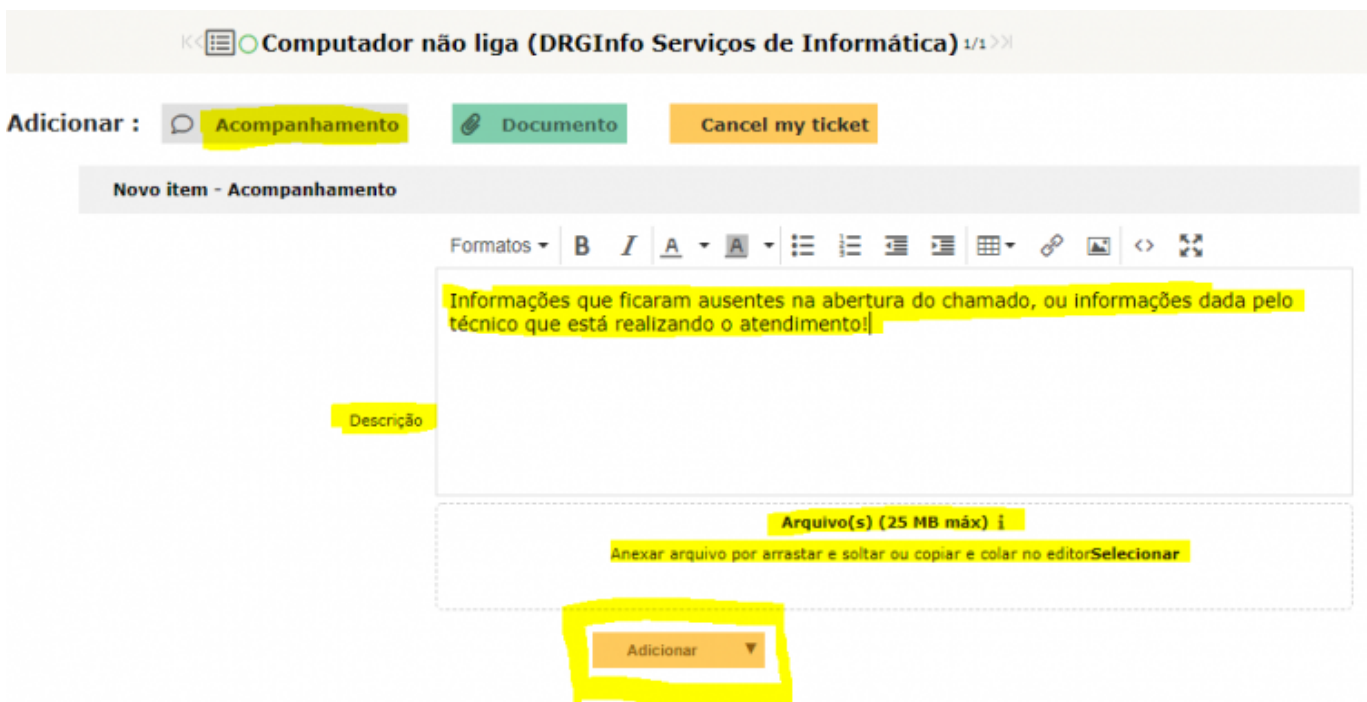 Computador não liga (DRGInfo Serviços de Informática) 1/1
Adicionar : Acompanhamento Documento Cancel my ticket
Novo item - Acompanhamento
Formatos B I A A
Informações que ficaram ausentes na abertura do chamado, ou informações dada pelo
técnico que está realizando o atendimento!
Descrição
Arquivo(s) (25 MB máx) i
Anexar arquivo por arrastar e soltar ou copiar e colar no editorSelecionar
Adicionar